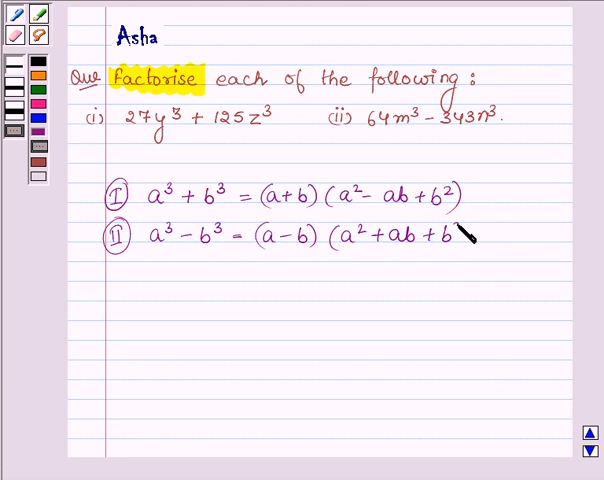 Asha
Que Factorise each of the following :
(i) 27y³ + 125z³ (ii) 64m³ - 343n³.
(I) a³ + b³ = (a+b) (a² - ab + b²)
(II) a³ - b³ = (a - b) (a² + ab + b